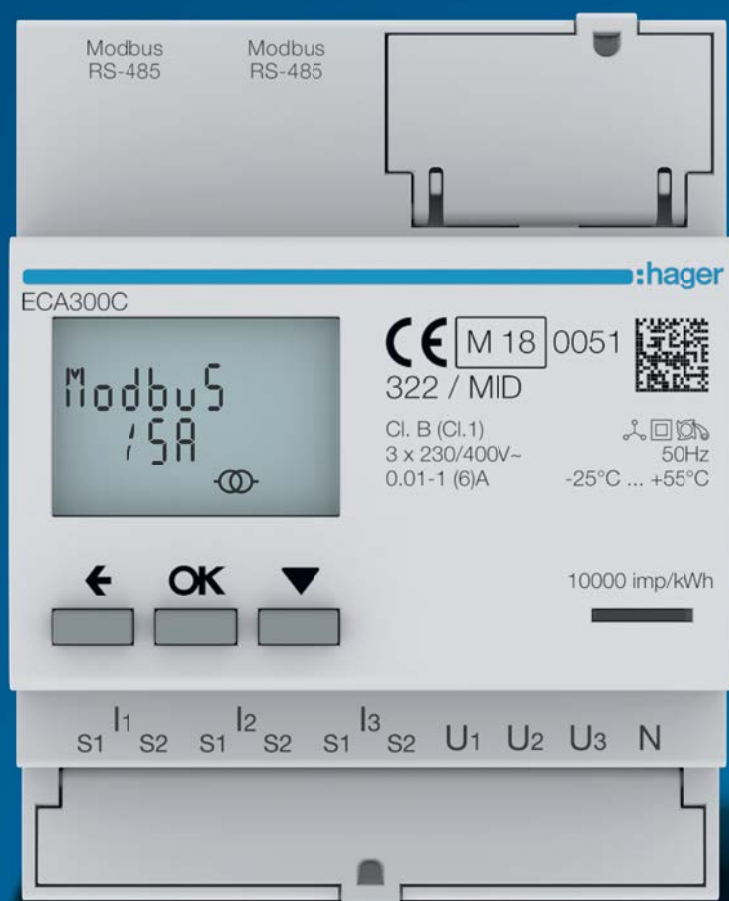 Modbus Modbus
RS-485 RS-485
:hager
ECA300C
Modbus
15A
CE M 18 0051
322 / MID
Cl. B (Cl.1)
3 x 230/400V~ 50Hz
0.01-1 (6)A -25°C ... +55°C
← OK ▼
10000 imp/kWh
I1 I2 I3
S1 S2 S1 S2 S1 S2 U1 U2 U3 N